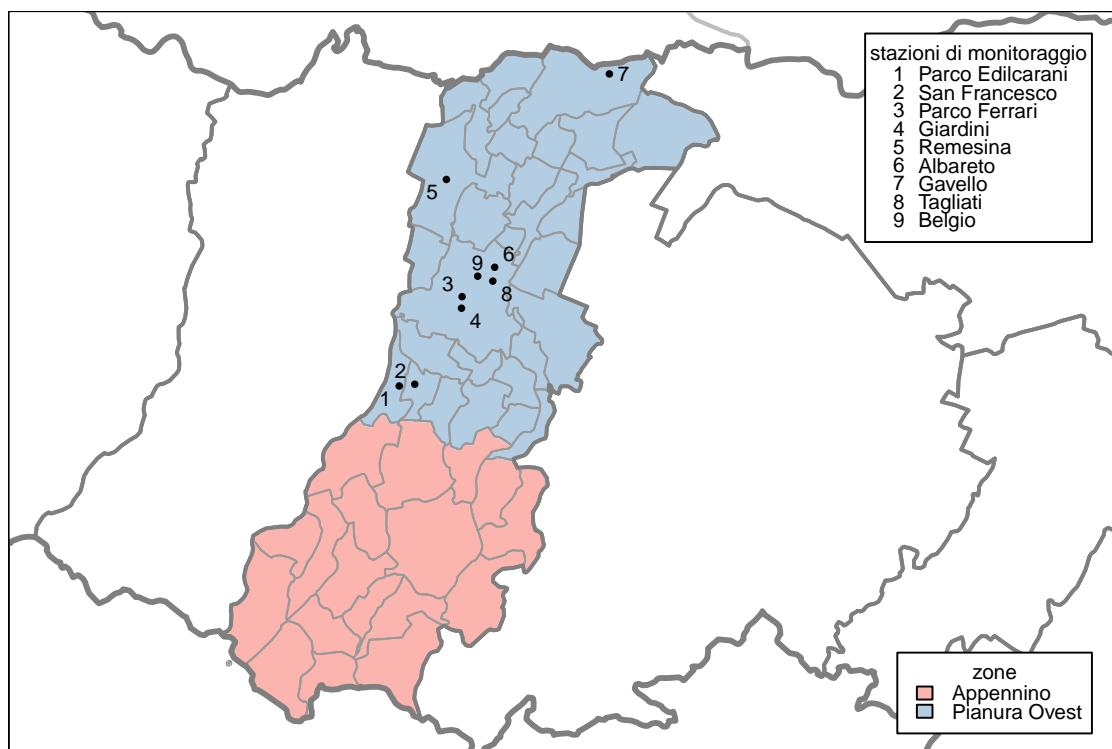 stazioni di monitoraggio
1 Parco Edilcarani
2 San Francesco
3 Parco Ferrari
4 Giardini
5 Remesina
6 Albareto
7 Gavello
8 Tagliati
9 Belgio
7
5
6
9
3
8
4
2
1
zone
Appennino
Pianura Ovest